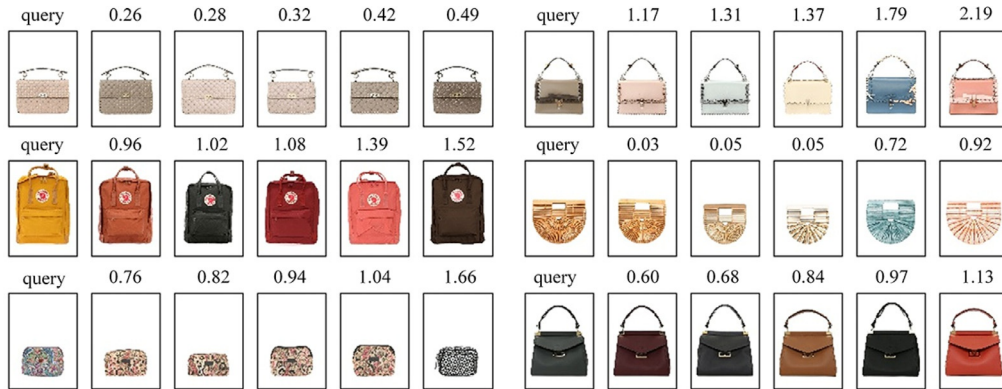 query 0.26 0.28 0.32 0.42 0.49
query 1.17 1.31 1.37 1.79 2.19
query 0.96 1.02 1.08 1.39 1.52
query 0.03 0.05 0.05 0.72 0.92
query 0.76 0.82 0.94 1.04 1.66
query 0.60 0.68 0.84 0.97 1.13